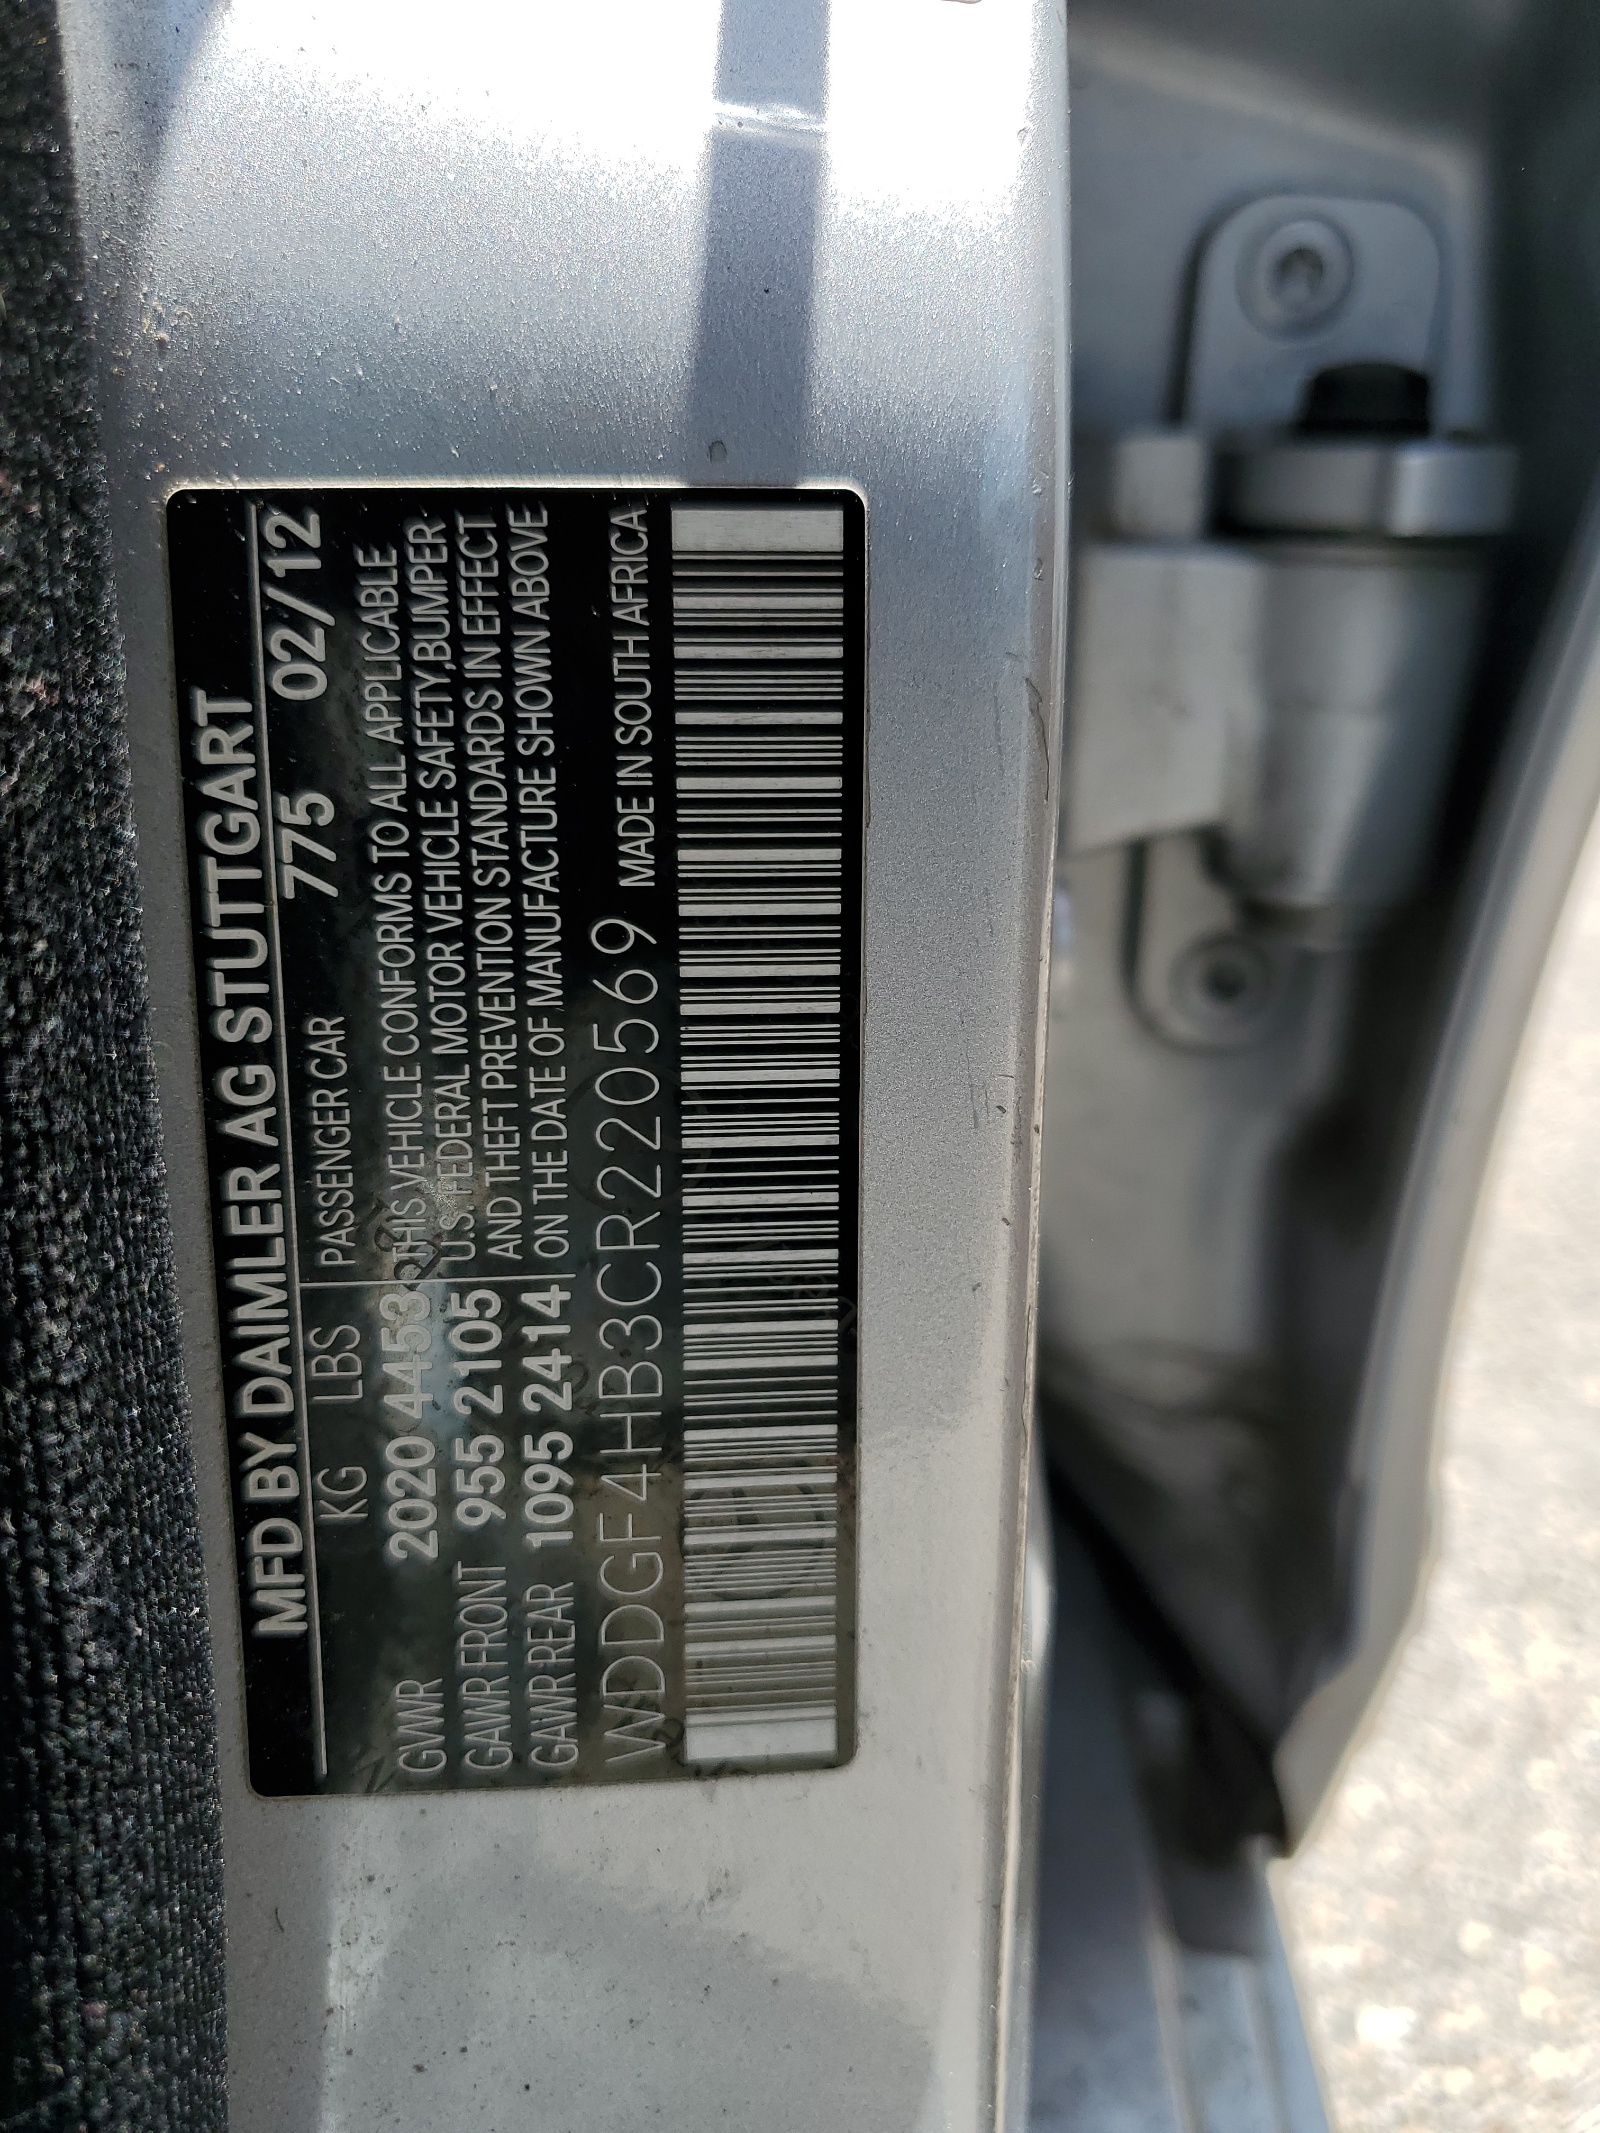 MFD BY DAIMLER AG STUTTGART
KG LBS PASSENGER CAR 775 02/12
GVWR 2020 4453 THIS VEHICLE CONFORMS TO ALL APPLICABLE
GAWR FRONT 955 2105 U.S. FEDERAL MOTOR VEHICLE SAFETY,BUMPER
GAWR REAR 1095 2414 AND THEFT PREVENTION STANDARDS IN EFFECT
ON THE DATE OF MANUFACTURE SHOWN ABOVE
WDDGF4HB3CR220569 MADE IN SOUTH AFRICA